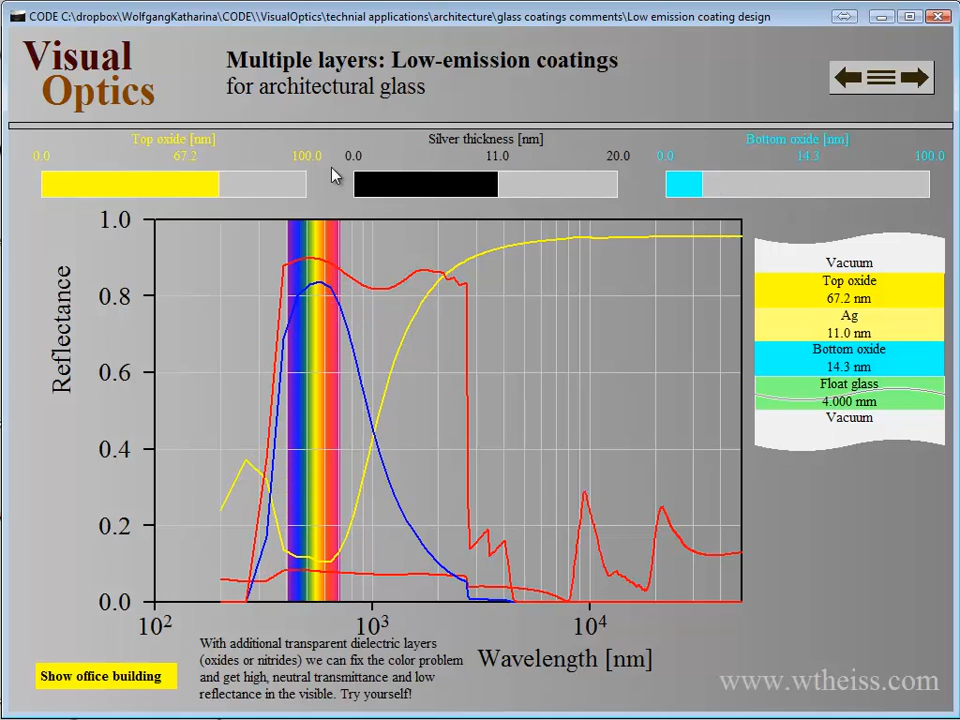 CODE C:\dropbox\WolfgangKatharina\CODE\\VisualOptics\technial applications\architecture\glass coatings comments\Low emission coating design
Visual
Optics
Multiple layers: Low-emission coatings
for architectural glass
Top oxide [nm]
0.0 67.2 100.0
Silver thickness [nm]
0.0 11.0 20.0
Bottom oxide [nm]
0.0 14.3 100.0
1.0
0.8
0.6
0.4
0.2
0.0
Reflectance
10² 10³ 10⁴
Wavelength [nm]
Vacuum
Top oxide
67.2 nm
Ag
11.0 nm
Bottom oxide
14.3 nm
Float glass
4.000 mm
Vacuum
Show office building
With additional transparent dielectric layers
(oxides or nitrides) we can fix the color problem
and get high, neutral transmittance and low
reflectance in the visible. Try yourself!
www.wtheiss.com